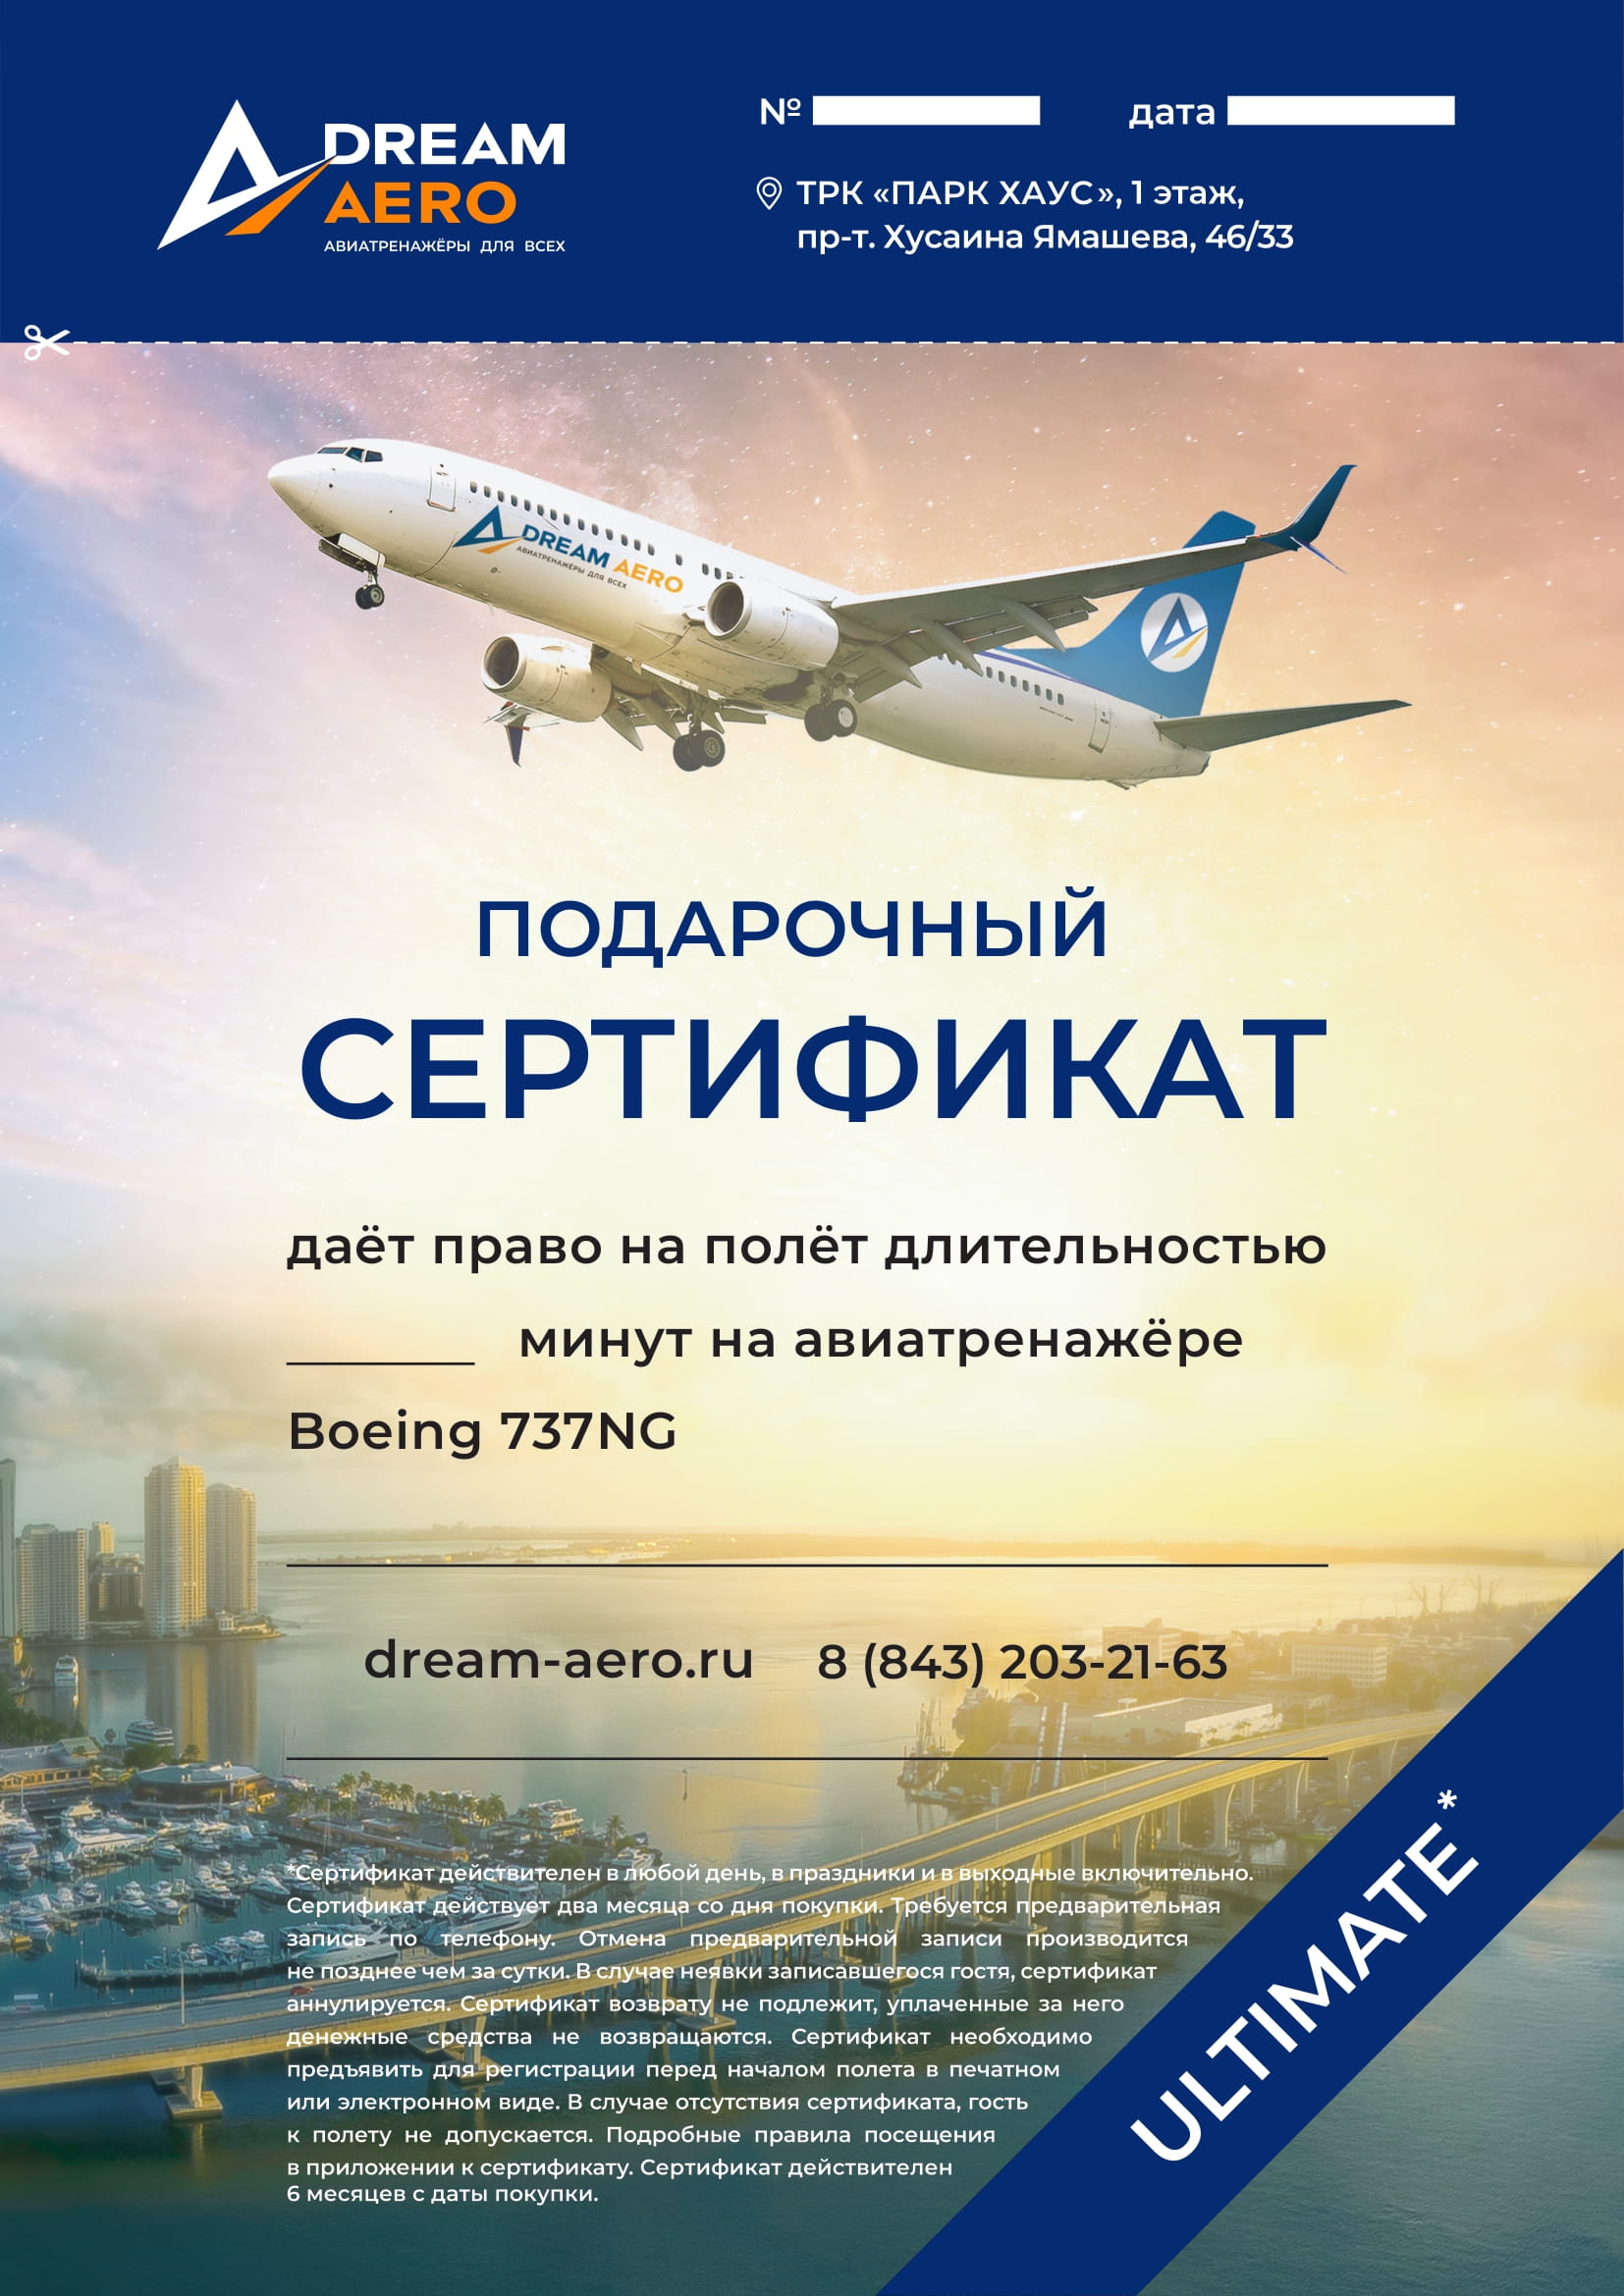 DREAM
AERO
АВИАТРЕНАЖЁРЫ ДЛЯ ВСЕХ
№
дата
ТРК «ПАРК ХАУС», 1 этаж,
пр-т. Хусаина Ямашева, 46/33
DREAM AERO
АВИАТРЕНАЖЁРЫ ДЛЯ ВСЕХ
ПОДАРОЧНЫЙ
СЕРТИФИКАТ
даёт право на полёт длительностью
______ минут на авиатренажёре
Boeing 737NG
dream-aero.ru 8 (843) 203-21-63
*Сертификат действителен в любой день, в праздники и в выходные включительно.
Сертификат действует два месяца со дня покупки. Требуется предварительная
запись по телефону. Отмена предварительной записи производится
не позднее чем за сутки. В случае неявки записавшегося гостя, сертификат
аннулируется. Сертификат возврату не подлежит, уплаченные за него
денежные средства не возвращаются. Сертификат необходимо
предъявить для регистрации перед началом полета в печатном
или электронном виде. В случае отсутствия сертификата, гость
к полету не допускается. Подробные правила посещения
в приложении к сертификату. Сертификат действителен
6 месяцев с даты покупки.
ULTIMATE*